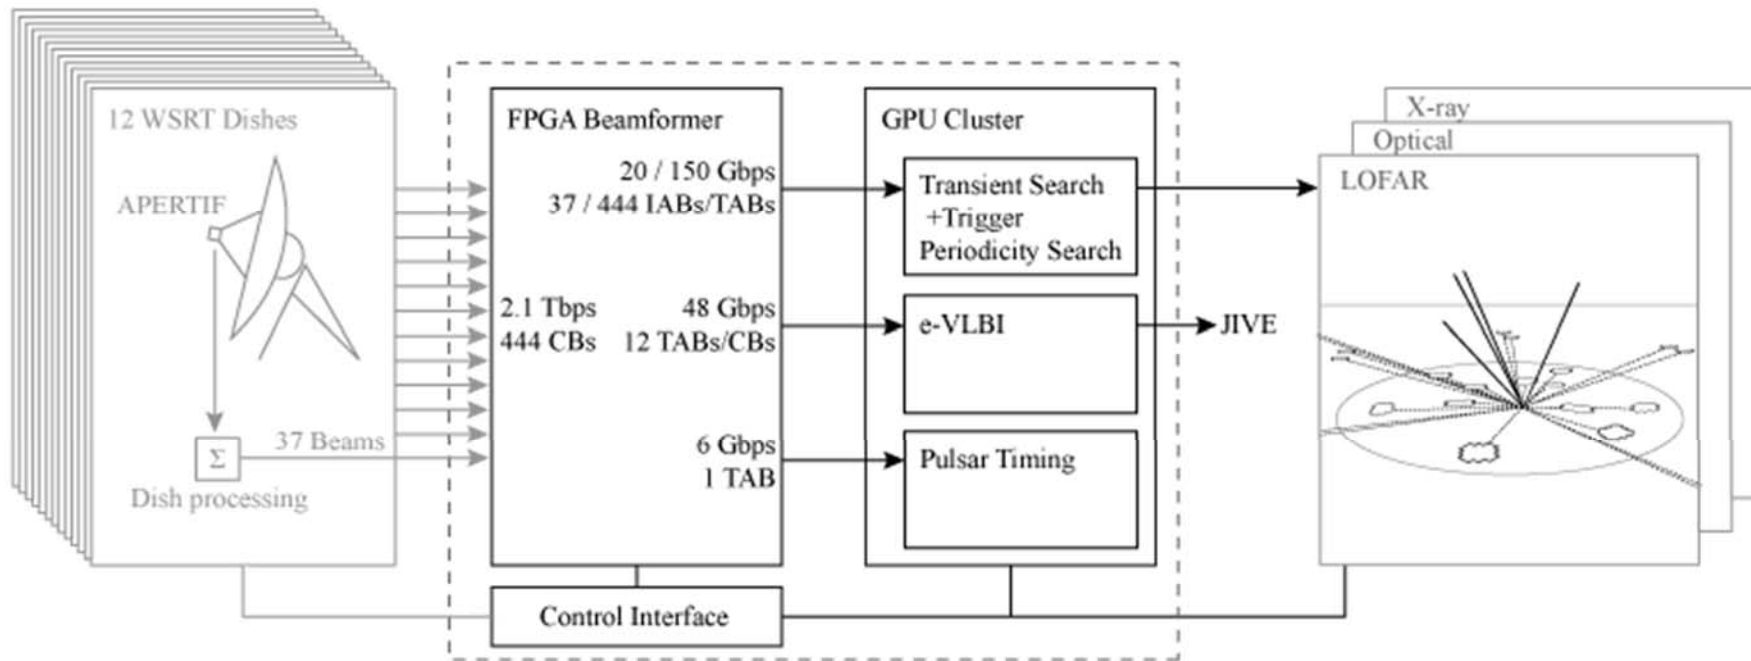 12 WSRT Dishes
APERTIF
Σ
37 Beams
Dish processing
FPGA Beamformer
20 / 150 Gbps
37 / 444 IABs/TABs
2.1 Tbps
444 CBs
48 Gbps
12 TABs/CBs
6 Gbps
1 TAB
Control Interface
GPU Cluster
Transient Search
+Trigger
Periodicity Search
e-VLBI
Pulsar Timing
JIVE
X-ray
Optical
LOFAR